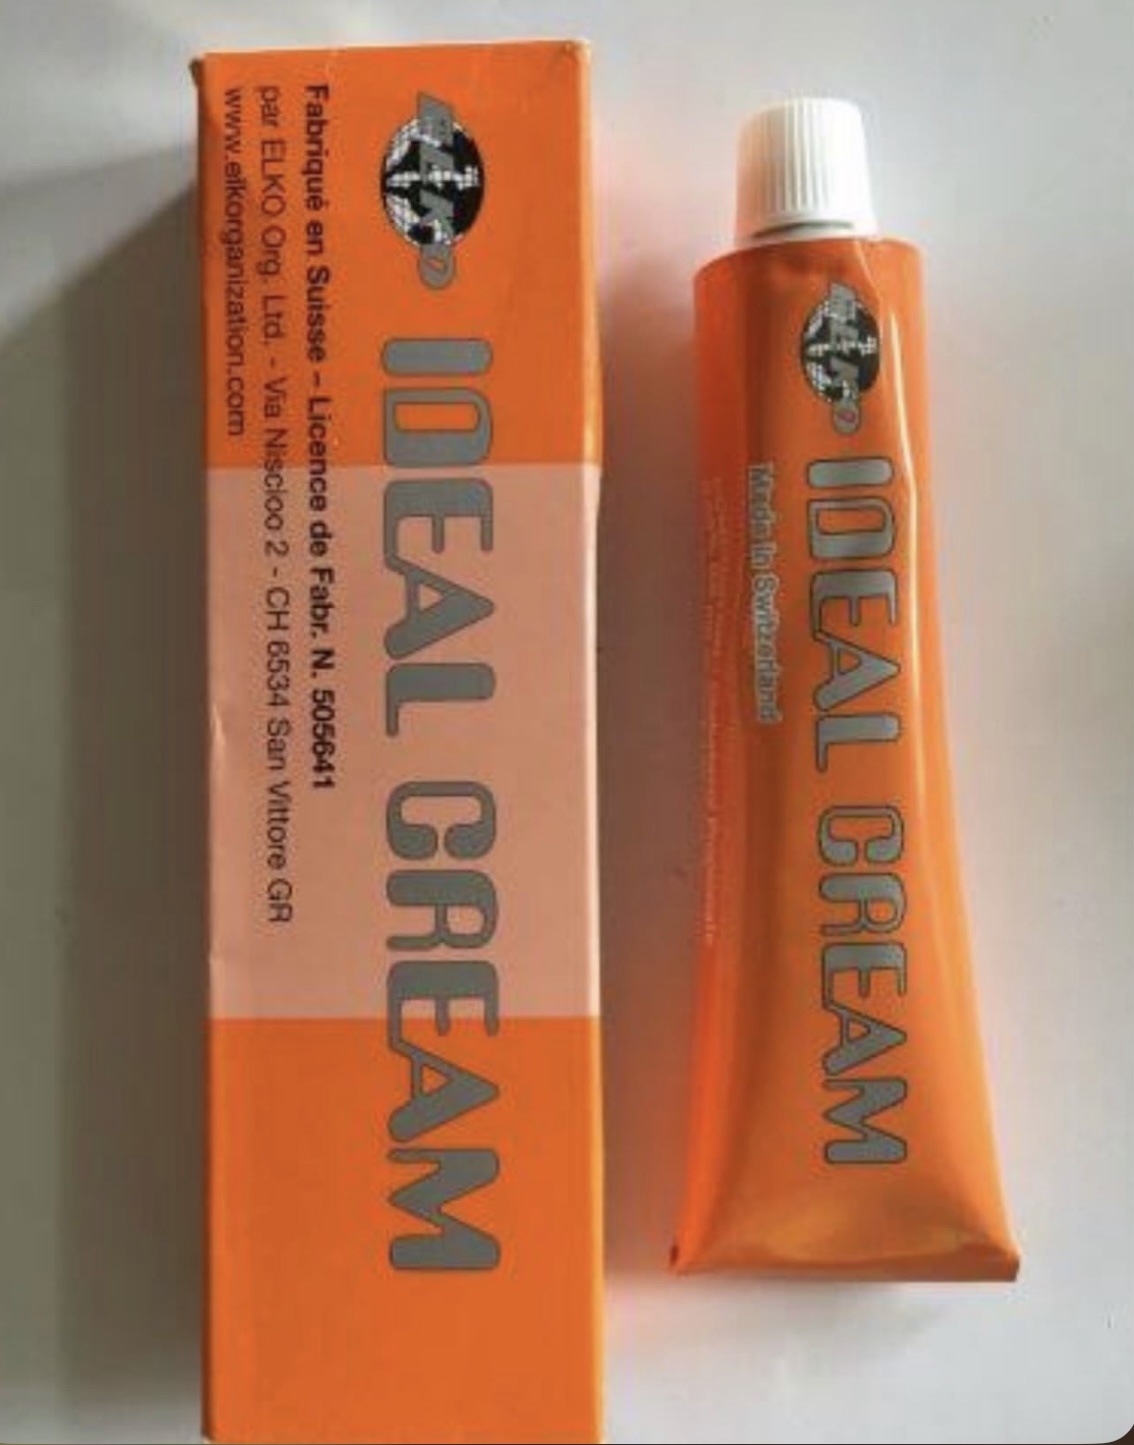 ELKO
IDEAL CREAM
Fabriqué en Suisse – Licence de Fabr. N. 505641
par ELKO Org. Ltd. - Via Niscioo 2 - CH 6534 San Vittore GR
www.elkorganization.com
ELKO
IDEAL CREAM
Made in Switzerland